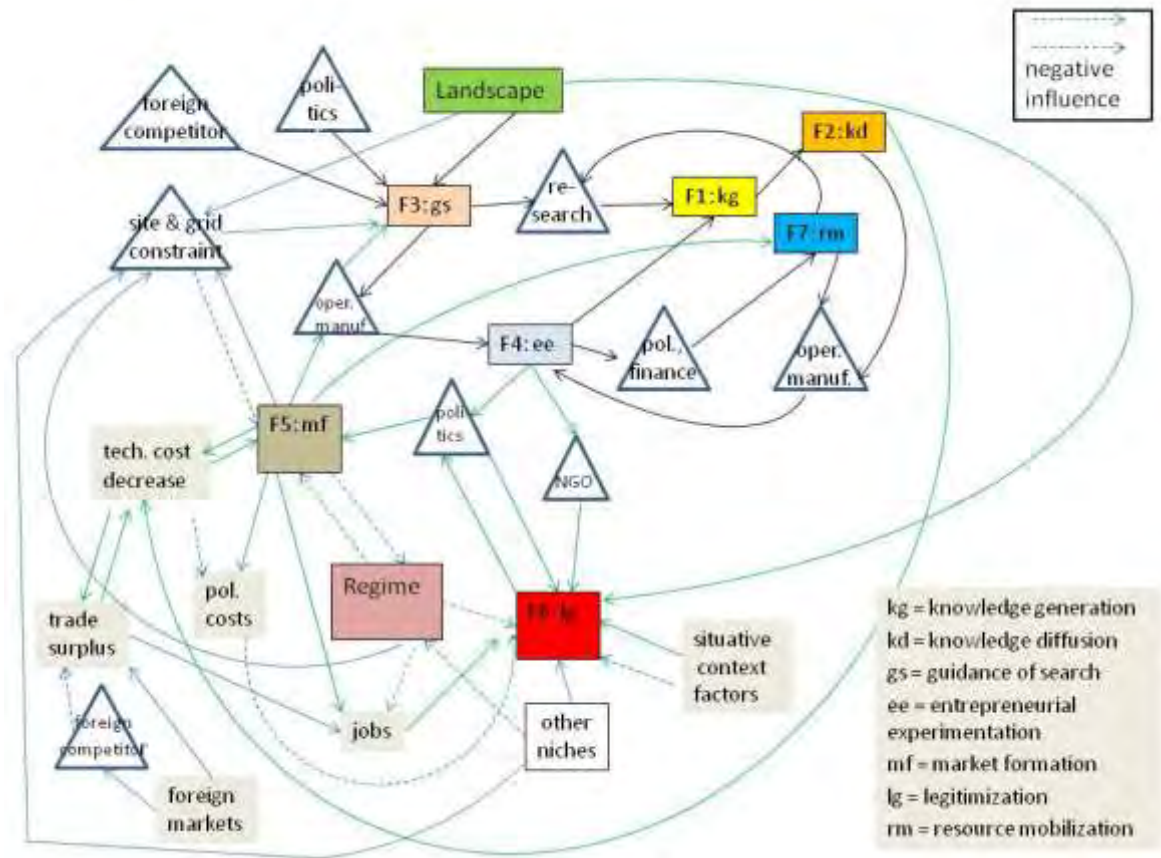 negative
influence
foreign
competitor
poli-
tics
Landscape
F2:kd
F3:gs
re-
search
F1:kg
site & grid
constraint
F7:rm
oper.
manuf
F4:ee
pol.,
finance
oper.
manuf.
F5:mf
poli
tics
tech. cost
decrease
NGO
Regime
pol.
costs
trade
surplus
situative
context
factors
jobs
other
niches
foreign
competitor
foreign
markets
kg = knowledge generation
kd = knowledge diffusion
gs = guidance of search
ee = entrepreneurial
experimentation
mf = market formation
lg = legitimization
rm = resource mobilization